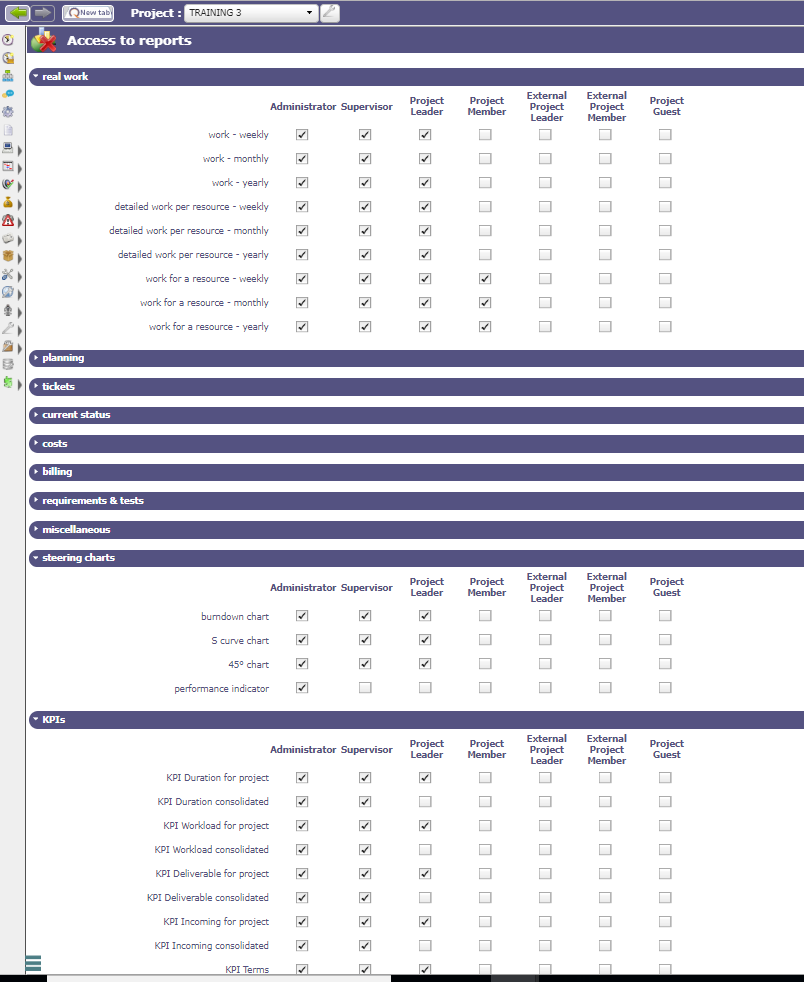 New tab Project : TRAINING 3
Access to reports
real work
Administrator Supervisor Project Leader Project Member External Project Leader External Project Member Project Guest
work - weekly
work - monthly
work - yearly
detailed work per resource - weekly
detailed work per resource - monthly
detailed work per resource - yearly
work for a resource - weekly
work for a resource - monthly
work for a resource - yearly
planning
tickets
current status
costs
billing
requirements & tests
miscellaneous
steering charts
Administrator Supervisor Project Leader Project Member External Project Leader External Project Member Project Guest
burndown chart
S curve chart
45° chart
performance indicator
KPIs
Administrator Supervisor Project Leader Project Member External Project Leader External Project Member Project Guest
KPI Duration for project
KPI Duration consolidated
KPI Workload for project
KPI Workload consolidated
KPI Deliverable for project
KPI Deliverable consolidated
KPI Incoming for project
KPI Incoming consolidated
KPI Terms